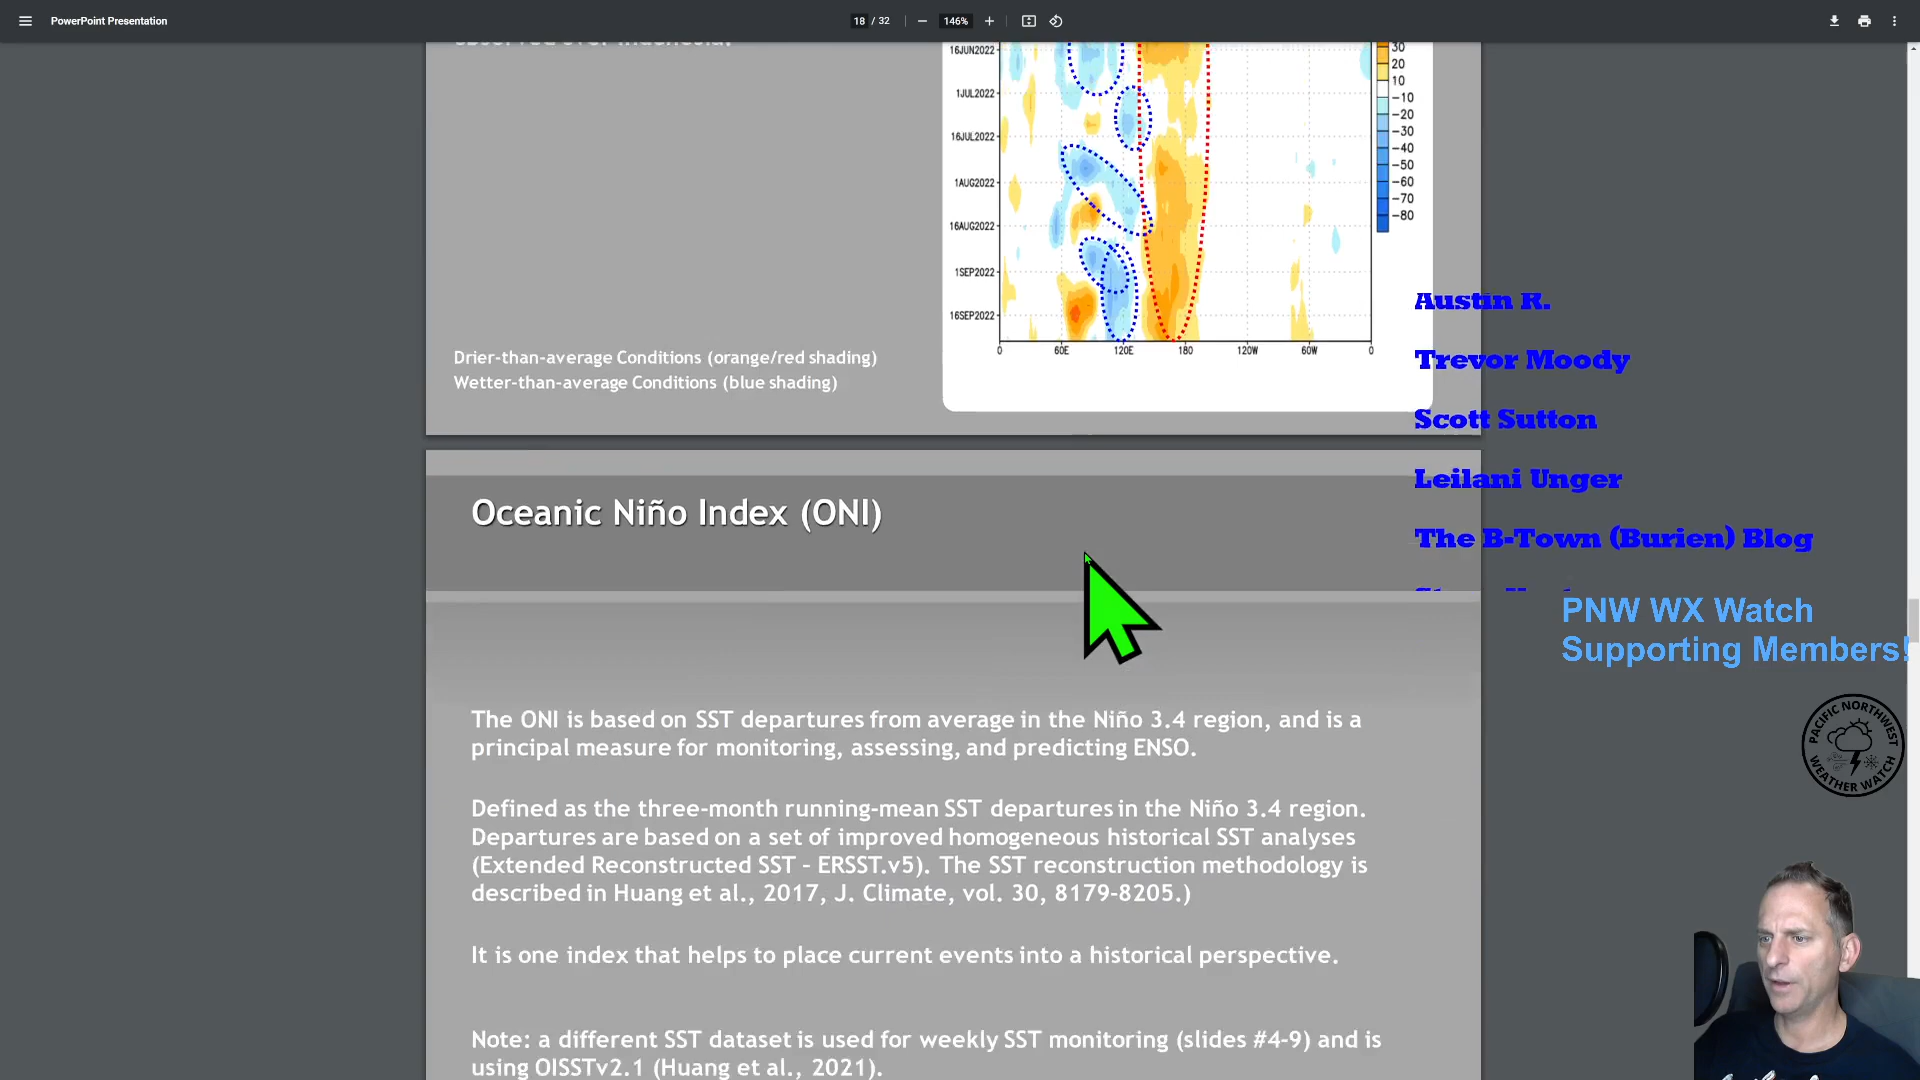 PowerPoint Presentation
18 / 32
146%
observed over Indonesia.
16JUN2022
1JUL2022
16JUL2022
1AUG2022
16AUG2022
1SEP2022
16SEP2022
0 60E 120E 180 120W 60W 0
30
20
10
-10
-20
-30
-40
-50
-60
-70
-80
Drier-than-average Conditions (orange/red shading)
Wetter-than-average Conditions (blue shading)
Austin R.
Trevor Moody
Scott Sutton
Leilani Unger
The B-Town (Burien) Blog
PNW WX Watch
Supporting Members!
PACIFIC NORTHWEST
WEATHER WATCH
Oceanic Niño Index (ONI)
The ONI is based on SST departures from average in the Niño 3.4 region, and is a
principal measure for monitoring, assessing, and predicting ENSO.
Defined as the three-month running-mean SST departures in the Niño 3.4 region.
Departures are based on a set of improved homogeneous historical SST analyses
(Extended Reconstructed SST – ERSST.v5). The SST reconstruction methodology is
described in Huang et al., 2017, J. Climate, vol. 30, 8179-8205.)
It is one index that helps to place current events into a historical perspective.
Note: a different SST dataset is used for weekly SST monitoring (slides #4-9) and is
using OISSTv2.1 (Huang et al., 2021).